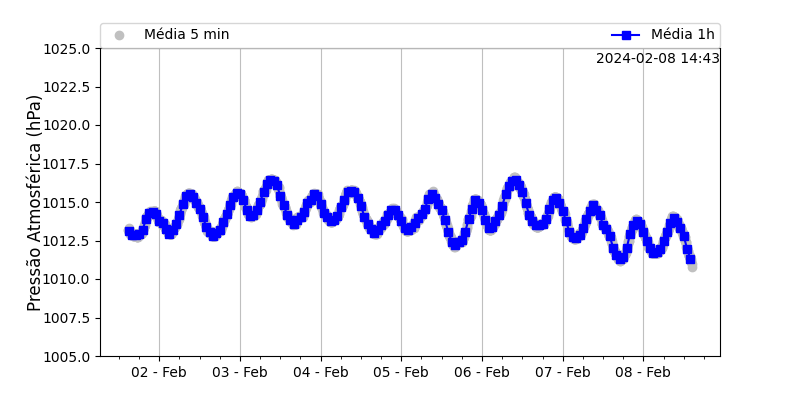 Média 5 min
Média 1h
2024-02-08 14:43
Pressão Atmosférica (hPa)
1025.0
1022.5
1020.0
1017.5
1015.0
1012.5
1010.0
1007.5
1005.0
02 - Feb
03 - Feb
04 - Feb
05 - Feb
06 - Feb
07 - Feb
08 - Feb